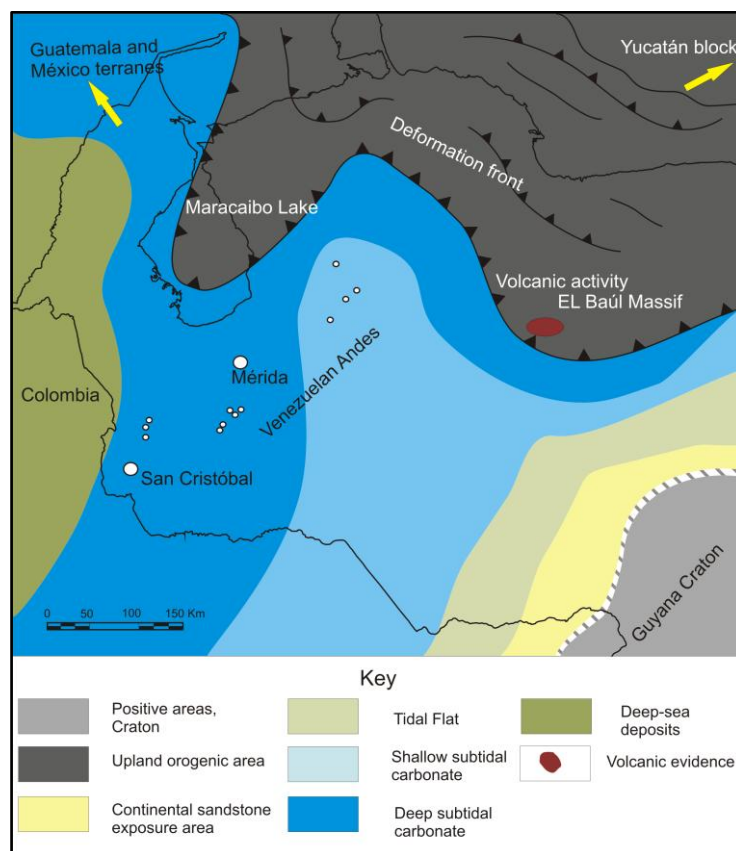 Guatemala and
México terranes
Yucatán block
Deformation front
Maracaibo Lake
Volcanic activity
EL Baúl Massif
Mérida
Venezuelan Andes
Colombia
San Cristóbal
0 50 100 150 Km
Guyana Craton
Key
Positive areas,
Craton
Tidal Flat
Deep-sea
deposits
Upland orogenic area
Shallow subtidal
carbonate
Volcanic evidence
Continental sandstone
exposure area
Deep subtidal
carbonate